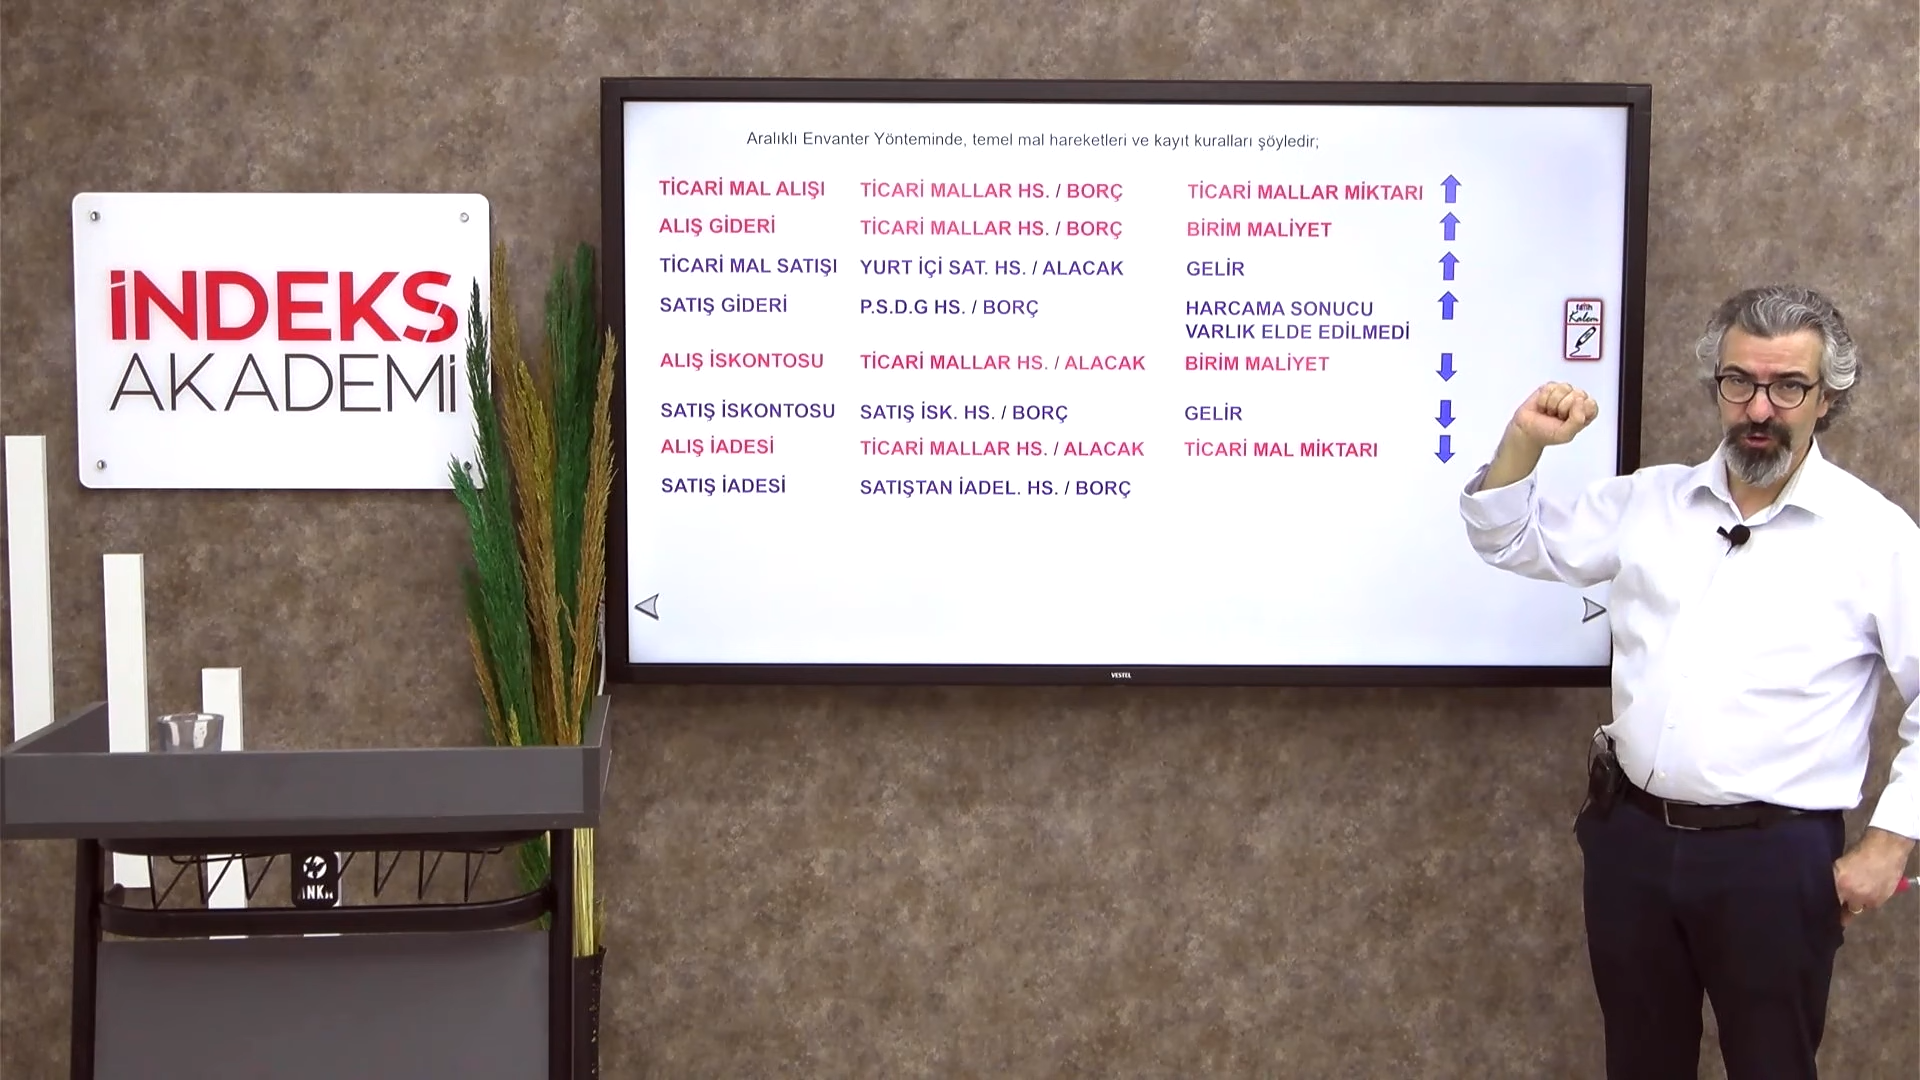 İNDEKS
AKADEMİ
Aralıklı Envanter Yönteminde, temel mal hareketleri ve kayıt kuralları şöyledir;
TİCARİ MAL ALIŞI TİCARİ MALLAR HS. / BORÇ TİCARİ MALLAR MİKTARI
ALIŞ GİDERİ TİCARİ MALLAR HS. / BORÇ BİRİM MALİYET
TİCARİ MAL SATIŞI YURT İÇİ SAT. HS. / ALACAK GELİR
SATIŞ GİDERİ P.S.D.G HS. / BORÇ HARCAMA SONUCU
VARLIK ELDE EDİLMEDİ
ALIŞ İSKONTOSU TİCARİ MALLAR HS. / ALACAK BİRİM MALİYET
SATIŞ İSKONTOSU SATIŞ İSK. HS. / BORÇ GELİR
ALIŞ İADESİ TİCARİ MALLAR HS. / ALACAK TİCARİ MAL MİKTARI
SATIŞ İADESİ SATIŞTAN İADEL. HS. / BORÇ
Kalem
VESTEL